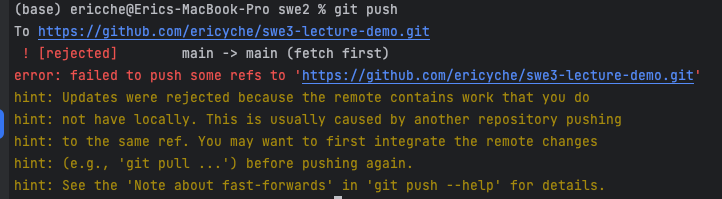 (base) ericche@Erics-MacBook-Pro swe2 % git push
To https://github.com/ericyche/swe3-lecture-demo.git
 ! [rejected]        main -> main (fetch first)
error: failed to push some refs to 'https://github.com/ericyche/swe3-lecture-demo.git'
hint: Updates were rejected because the remote contains work that you do
hint: not have locally. This is usually caused by another repository pushing
hint: to the same ref. You may want to first integrate the remote changes
hint: (e.g., 'git pull ...') before pushing again.
hint: See the 'Note about fast-forwards' in 'git push --help' for details.